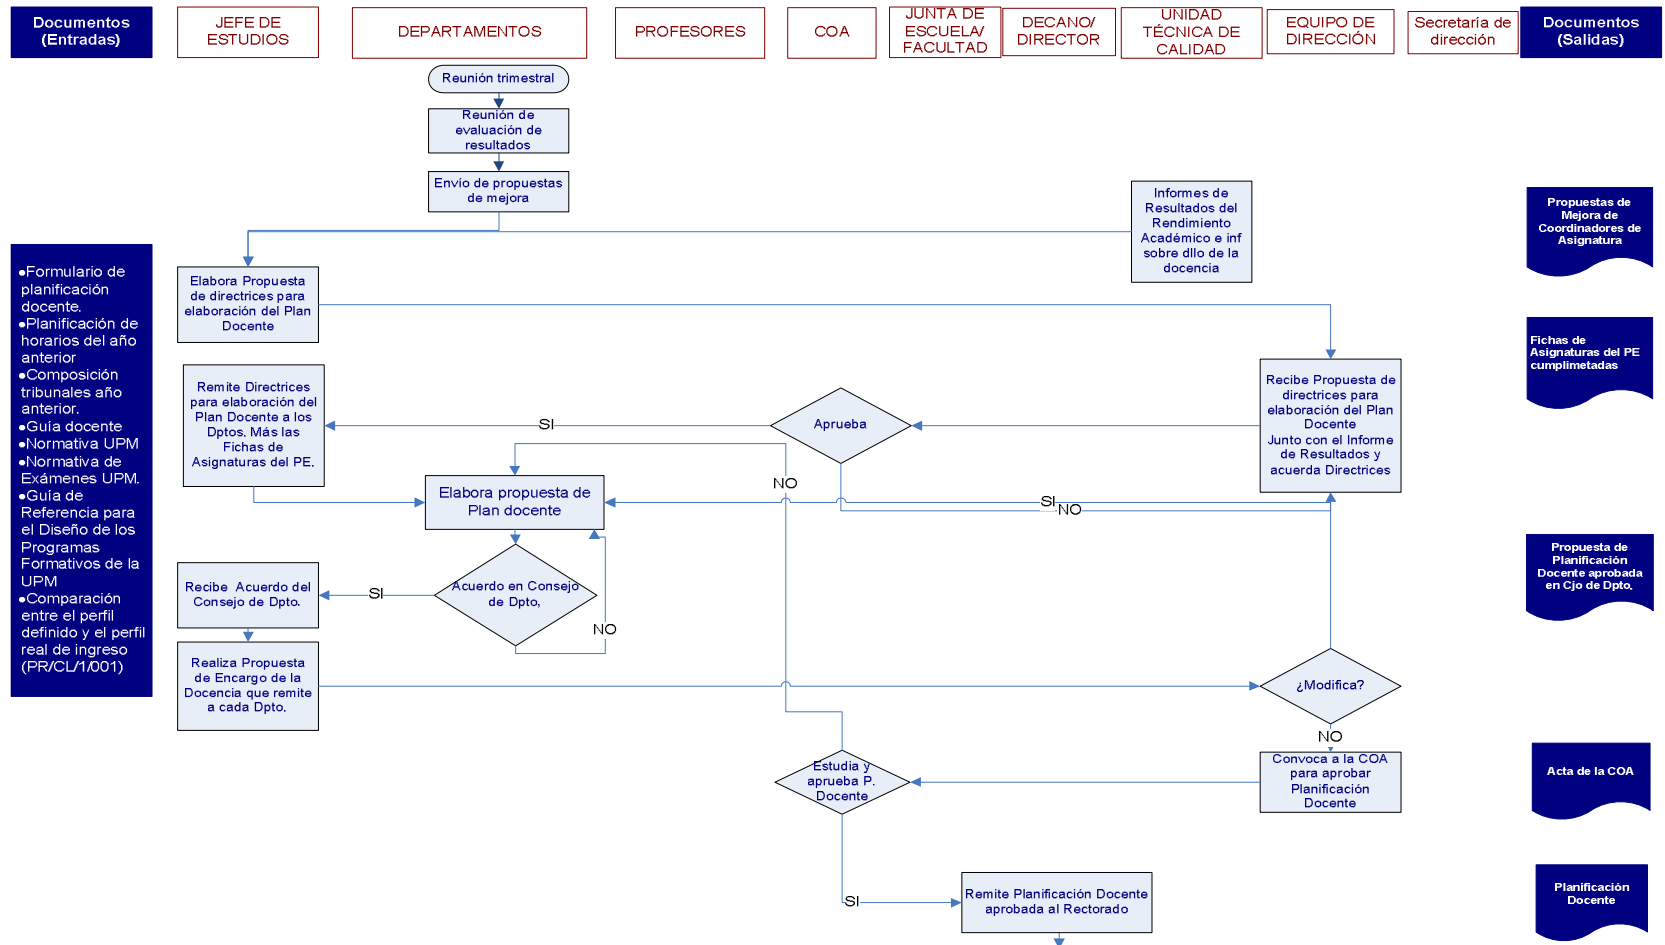 Documentos
(Entradas)
JEFE DE
ESTUDIOS
DEPARTAMENTOS
PROFESORES
COA
JUNTA DE
ESCUELA/
FACULTAD
DECANO/
DIRECTOR
UNIDAD
TÉCNICA DE
CALIDAD
EQUIPO DE
DIRECCIÓN
Secretaría de
dirección
Documentos
(Salidas)
Reunión trimestral
Reunión de
evaluación de
resultados
Envío de propuestas
de mejora
Informes de
Resultados del
Rendimiento
Académico e inf
sobre dllo de la
docencia
Propuestas de
Mejora de
Coordinadores de
Asignatura
●Formulario de
planificación
docente.
●Planificación de
horarios del año
anterior
●Composición
tribunales año
anterior.
●Guía docente
●Normativa UPM
●Normativa de
Exámenes UPM.
●Guía de
Referencia para
el Diseño de los
Programas
Formativos de la
UPM
●Comparación
entre el perfil
definido y el perfil
real de ingreso
(PR/CL/1/001)
Elabora Propuesta
de directrices para
elaboración del Plan
Docente
Fichas de
Asignaturas del PE
cumplimetadas
Remite Directrices
para elaboración del
Plan Docente a los
Dptos. Más las
Fichas de
Asignaturas del PE.
SI
Aprueba
Recibe Propuesta de
directrices para
elaboración del Plan
Docente
Junto con el Informe
de Resultados y
acuerda Directrices
NO
Elabora propuesta de
Plan docente
SI
NO
Propuesta de
Planificación
Docente aprobada
en Cjo de Dpto.
Recibe  Acuerdo del
Consejo de Dpto.
SI
Acuerdo en Consejo
de Dpto,
NO
Realiza Propuesta
de Encargo de la
Docencia que remite
a cada Dpto.
¿Modifica?
NO
Estudia y
aprueba P.
Docente
Convoca a la COA
para aprobar
Planificación
Docente
Acta de la COA
SI
Remite Planificación Docente
aprobada al Rectorado
Planificación
Docente